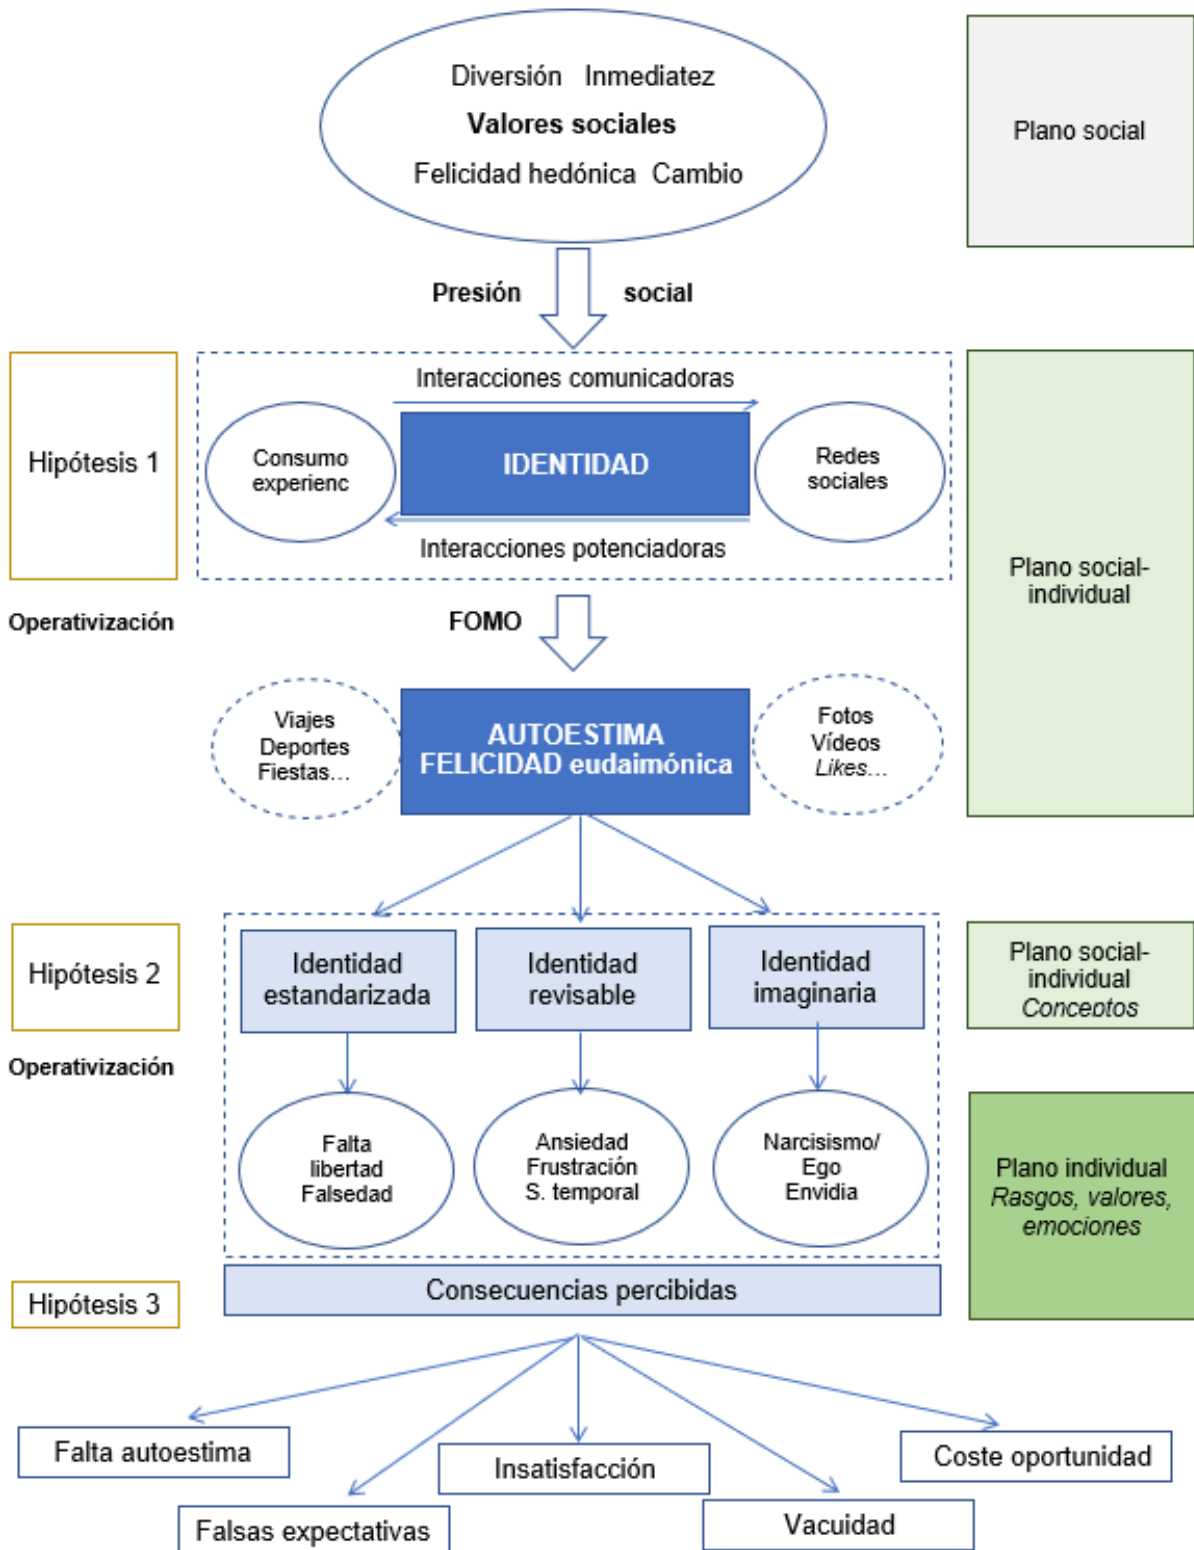 Diversión Inmediatez
Valores sociales
Felicidad hedónica Cambio
Plano social
Presión social
Hipótesis 1
Interacciones comunicadoras
Consumo
experienc
IDENTIDAD
Redes
sociales
Interacciones potenciadoras
Plano social-
individual
Operativización
FOMO
Viajes
Deportes
Fiestas...
AUTOESTIMA
FELICIDAD eudaimónica
Fotos
Vídeos
Likes...
Hipótesis 2
Identidad
estandarizada
Identidad
revisable
Identidad
imaginaria
Plano social-
individual
Conceptos
Operativización
Falta
libertad
Falsedad
Ansiedad
Frustración
S. temporal
Narcisismo/
Ego
Envidia
Plano individual
Rasgos, valores,
emociones
Hipótesis 3
Consecuencias percibidas
Falta autoestima
Falsas expectativas
Insatisfacción
Vacuidad
Coste oportunidad